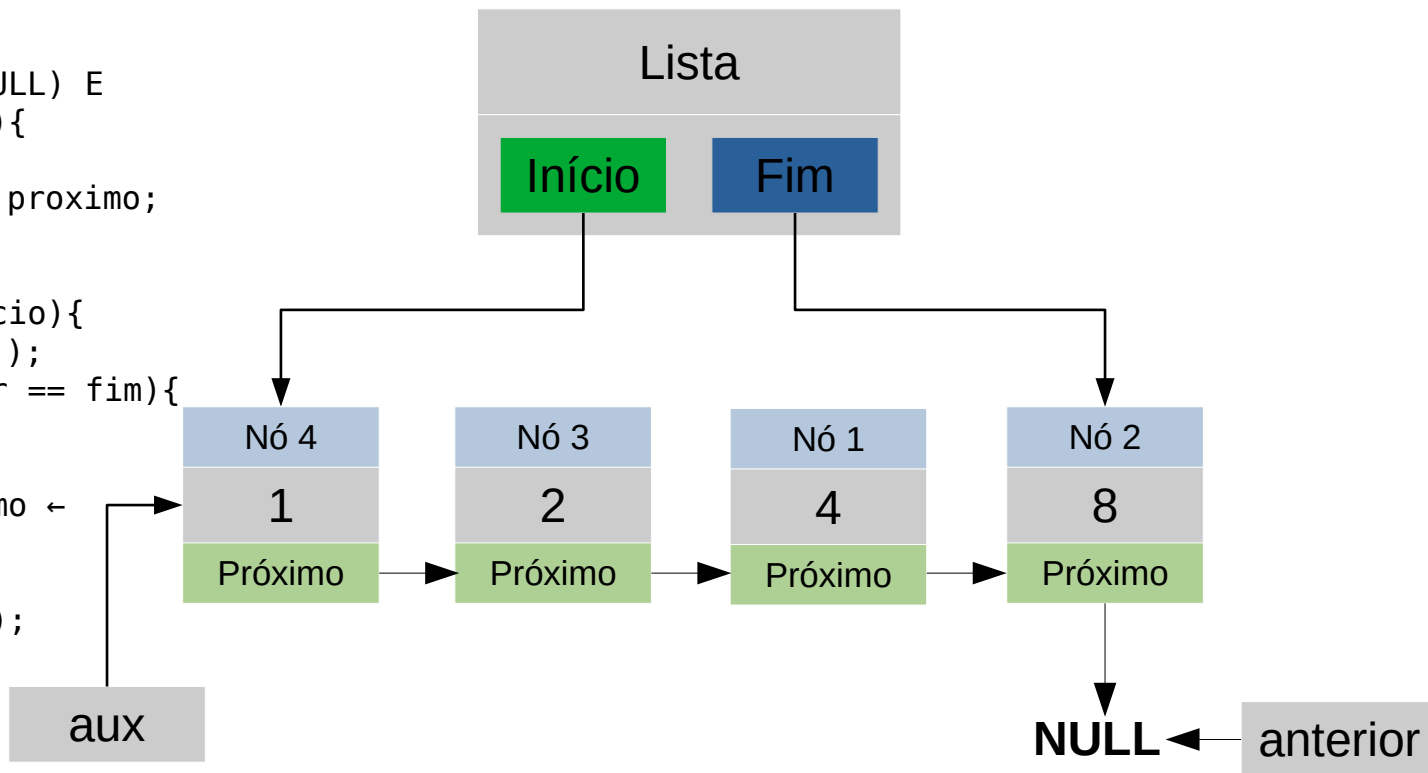 ULL) E
){
proximo;
cio){
);
r == fim){
mo ←
);
Lista
Início Fim
Nó 4 Nó 3 Nó 1 Nó 2
1 2 4 8
Próximo Próximo Próximo Próximo
aux
NULL anterior